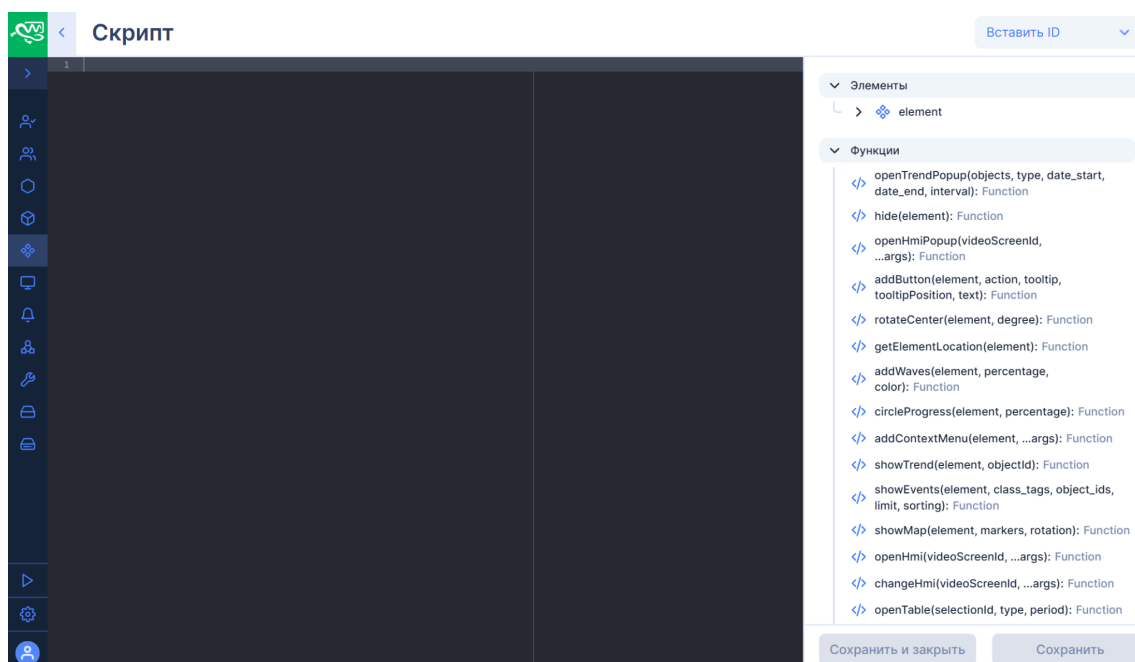 Скрипт
Вставить ID
1
Элементы
element
Функции
openTrendPopup(objects, type, date_start,
date_end, interval): Function
hide(element): Function
openHmiPopup(videoScreenId,
...args): Function
addButton(element, action, tooltip,
tooltipPosition, text): Function
rotateCenter(element, degree): Function
getElementLocation(element): Function
addWaves(element, percentage,
color): Function
circleProgress(element, percentage): Function
addContextMenu(element, ...args): Function
showTrend(element, objectId): Function
showEvents(element, class_tags, object_ids,
limit, sorting): Function
showMap(element, markers, rotation): Function
openHmi(videoScreenId, ...args): Function
changeHmi(videoScreenId, ...args): Function
openTable(selectionId, type, period): Function
Сохранить и закрыть
Сохранить